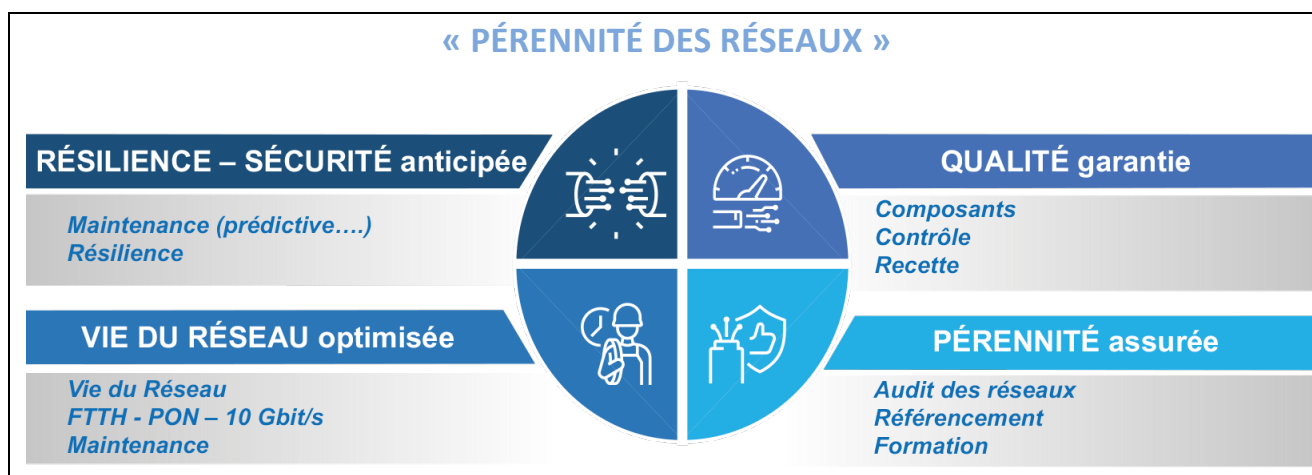 « PÉRENNITÉ DES RÉSEAUX »
RÉSILIENCE – SÉCURITÉ anticipée
Maintenance (prédictive….)
Résilience
QUALITÉ garantie
Composants
Contrôle
Recette
VIE DU RÉSEAU optimisée
Vie du Réseau
FTTH - PON – 10 Gbit/s
Maintenance
PÉRENNITÉ assurée
Audit des réseaux
Référencement
Formation